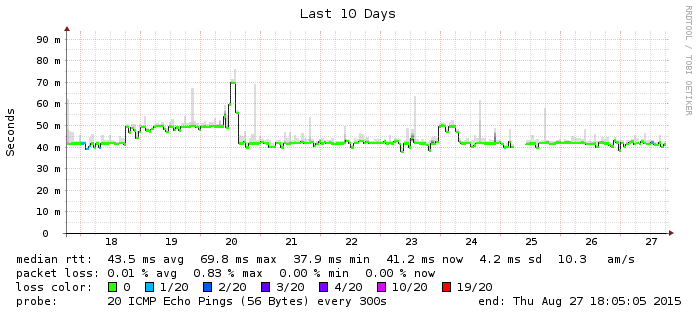 Last 10 Days
RRDTOOL / TOBI OETIKER
Seconds
90 m
80 m
70 m
60 m
50 m
40 m
30 m
20 m
10 m
0
18 19 20 21 22 23 24 25 26 27
median rtt: 43.5 ms avg 69.8 ms max 37.9 ms min 41.2 ms now 4.2 ms sd 10.3 am/s
packet loss: 0.01 % avg 0.83 % max 0.00 % min 0.00 % now
loss color: 0 1/20 2/20 3/20 4/20 10/20 19/20
probe: 20 ICMP Echo Pings (56 Bytes) every 300s end: Thu Aug 27 18:05:05 2015